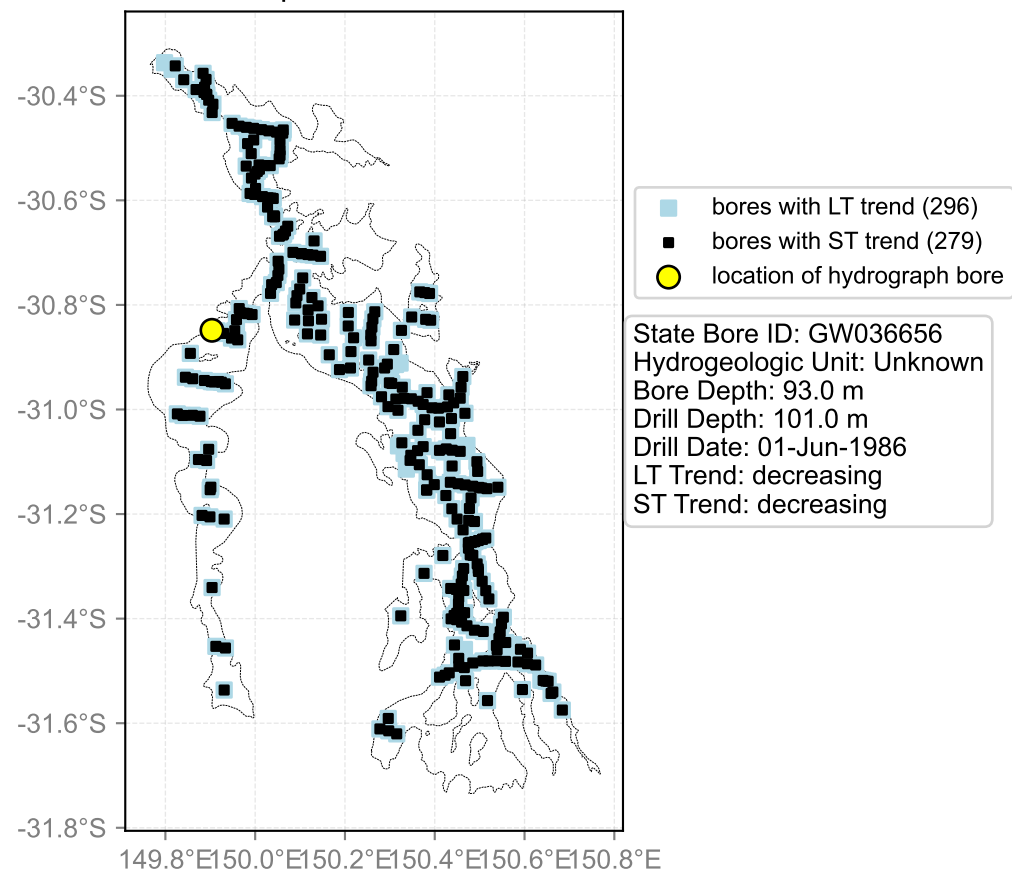 -30.4°S
-30.6°S
-30.8°S
-31.0°S
-31.2°S
-31.4°S
-31.6°S
-31.8°S
149.8°E150.0°E150.2°E150.4°E150.6°E150.8°E
bores with LT trend (296)
bores with ST trend (279)
location of hydrograph bore
State Bore ID: GW036656
Hydrogeologic Unit: Unknown
Bore Depth: 93.0 m
Drill Depth: 101.0 m
Drill Date: 01-Jun-1986
LT Trend: decreasing
ST Trend: decreasing